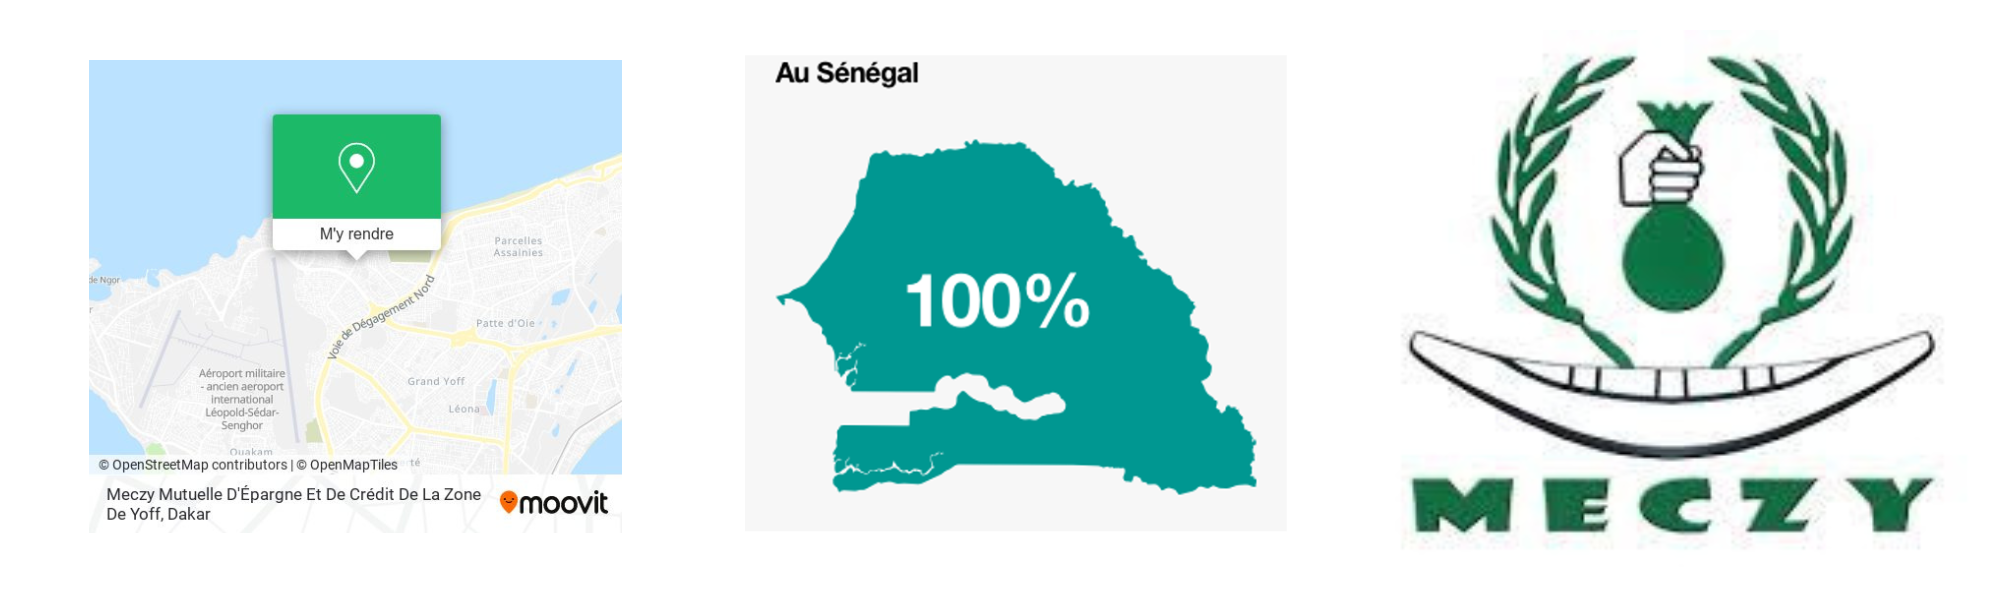 M'y rendre
Parcelles
Assainies
de Ngor
Voie de Dégagement Nord
Patte d'Oie
Aéroport militaire
- ancien aeroport
international
Léopold-Sédar-
Senghor
Grand Yoff
Léona
Ouakam
© OpenStreetMap contributors | © OpenMapTiles
Meczy Mutuelle D'Épargne Et De Crédit De La Zone
De Yoff, Dakar
moovit
Au Sénégal
100%
MECZY